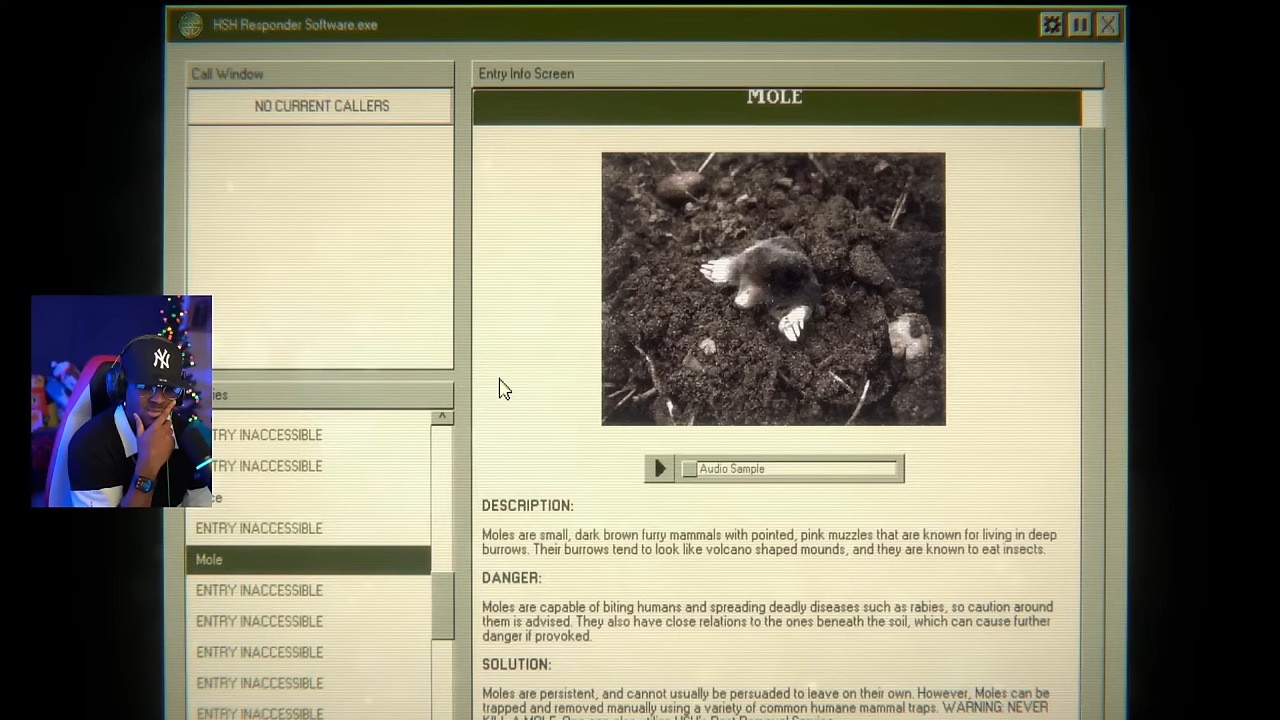 HSH Responder Software.exe
Call Window
NO CURRENT CALLERS
Entry Info Screen
MOLE
Audio Sample
DESCRIPTION:
Moles are small, dark brown furry mammals with pointed, pink muzzles that are known for living in deep
burrows. Their burrows tend to look like volcano shaped mounds, and they are known to eat insects.
DANGER:
Moles are capable of biting humans and spreading deadly diseases such as rabies, so caution around
them is advised. They also have close relations to the ones beneath the soil, which can cause further
danger if provoked.
SOLUTION:
Moles are persistent, and cannot usually be persuaded to leave on their own. However, Moles can be
trapped and removed manually using a variety of common humane mammal traps. WARNING: NEVER
KILL A MOLE.
INACCESSIBLE
INACCESSIBLE
INACCESSIBLE
Mole
ENTRY INACCESSIBLE
ENTRY INACCESSIBLE
ENTRY INACCESSIBLE
ENTRY INACCESSIBLE
ENTRY INACCESSIBLE
NY